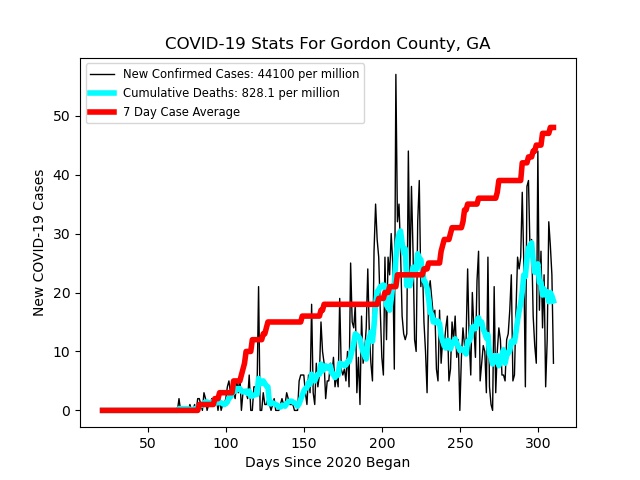 COVID-19 Stats For Gordon County, GA
New Confirmed Cases: 44100 per million
Cumulative Deaths: 828.1 per million
7 Day Case Average
New COVID-19 Cases
50
40
30
20
10
0
50 100 150 200 250 300
Days Since 2020 Began